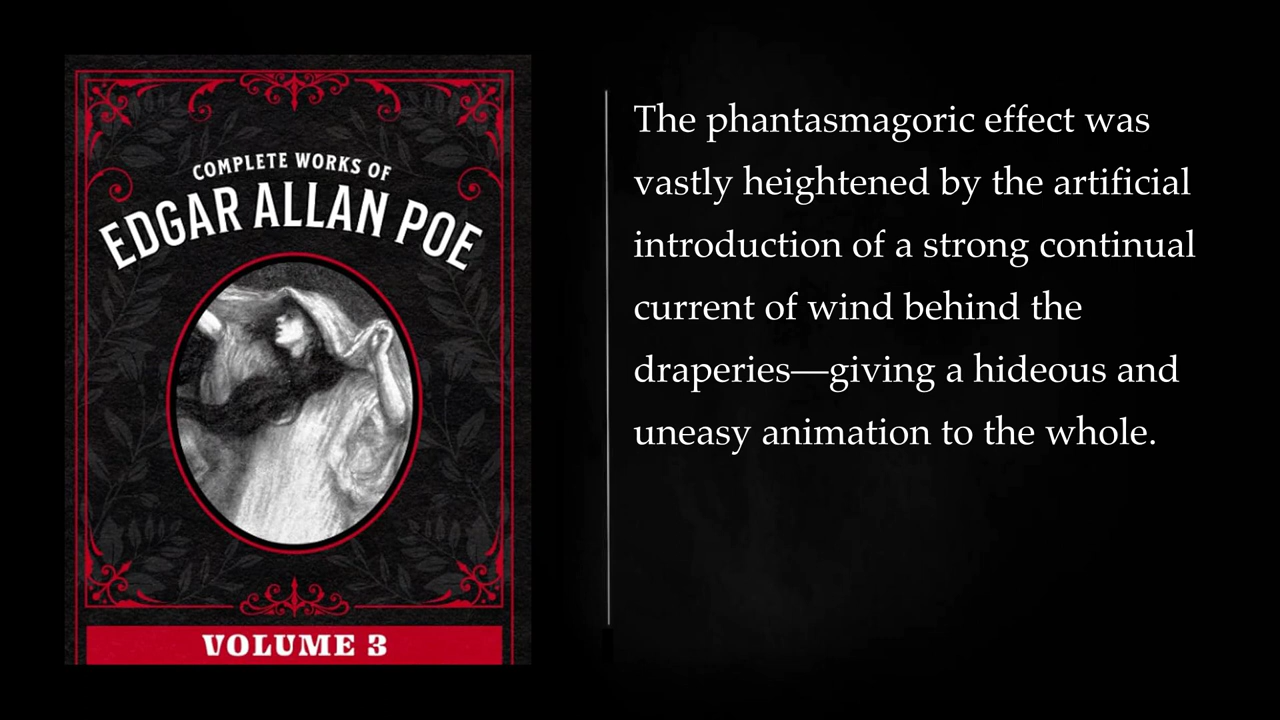 COMPLETE WORKS OF
EDGAR ALLAN POE
VOLUME 3
The phantasmagoric effect was
vastly heightened by the artificial
introduction of a strong continual
current of wind behind the
draperies—giving a hideous and
uneasy animation to the whole.